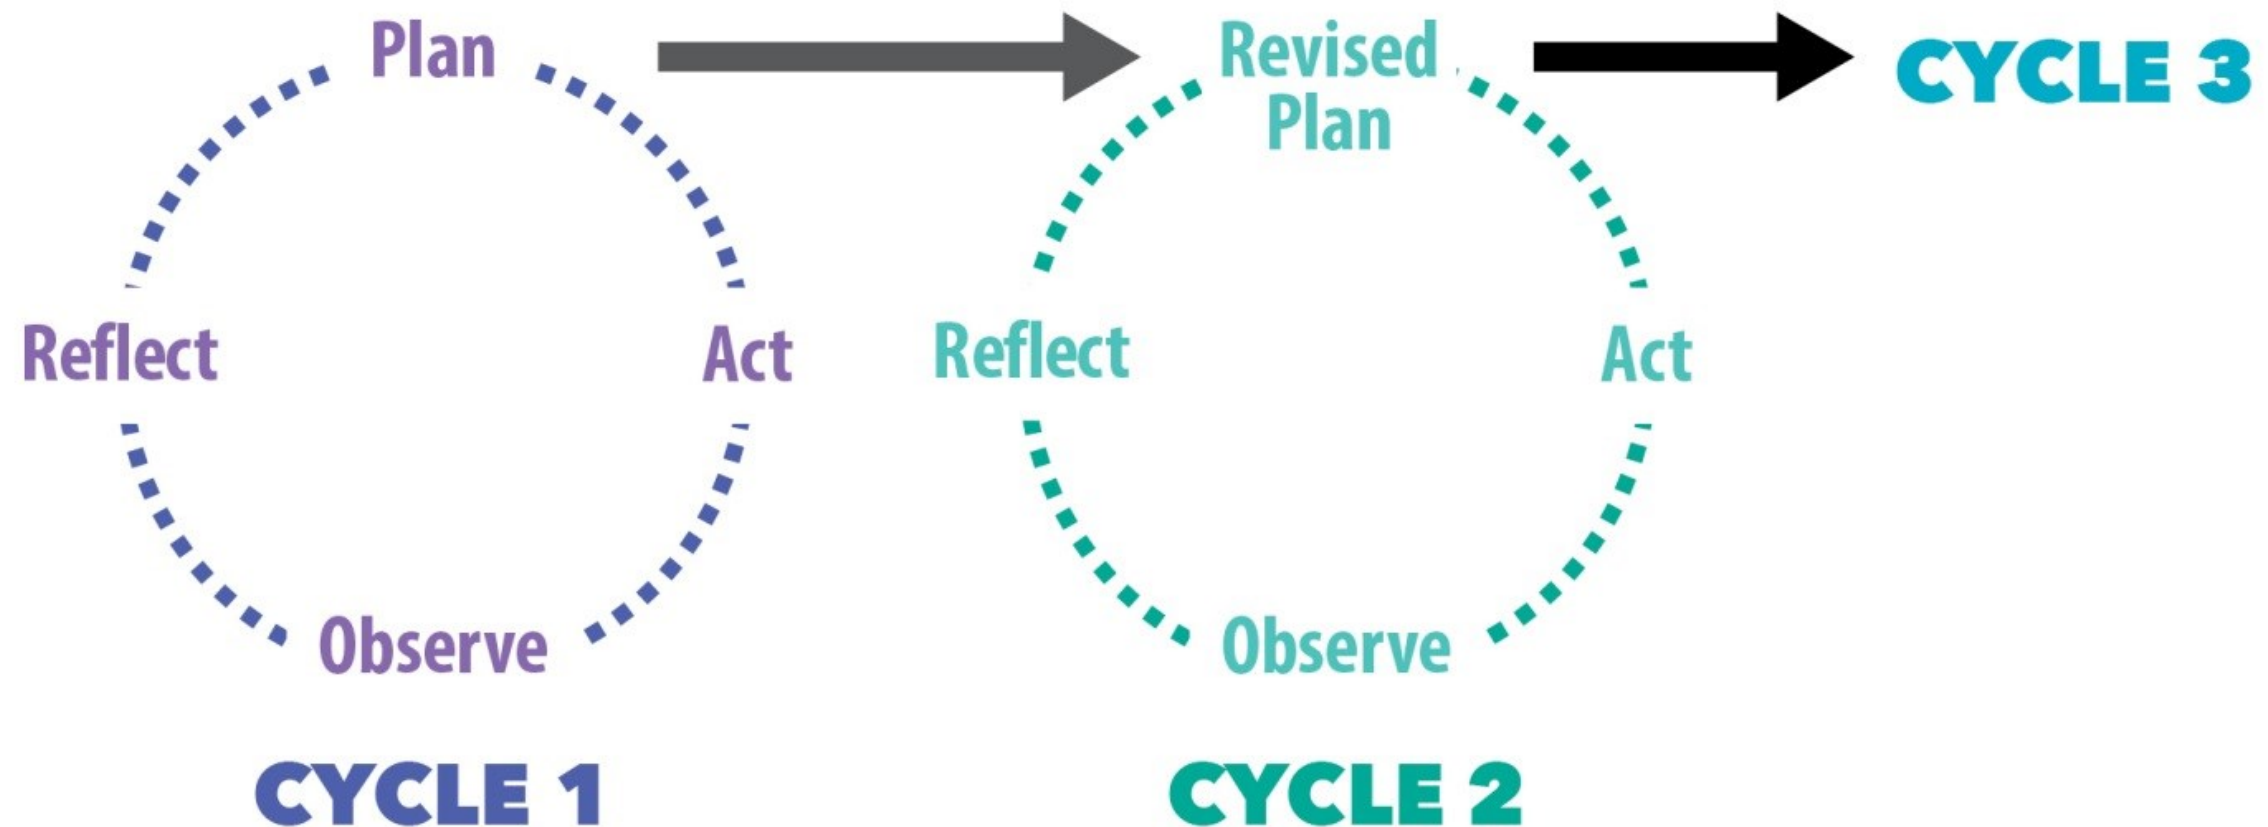 Plan
Act
Observe
Reflect
CYCLE 1
Revised
Plan
Act
Observe
Reflect
CYCLE 2
CYCLE 3